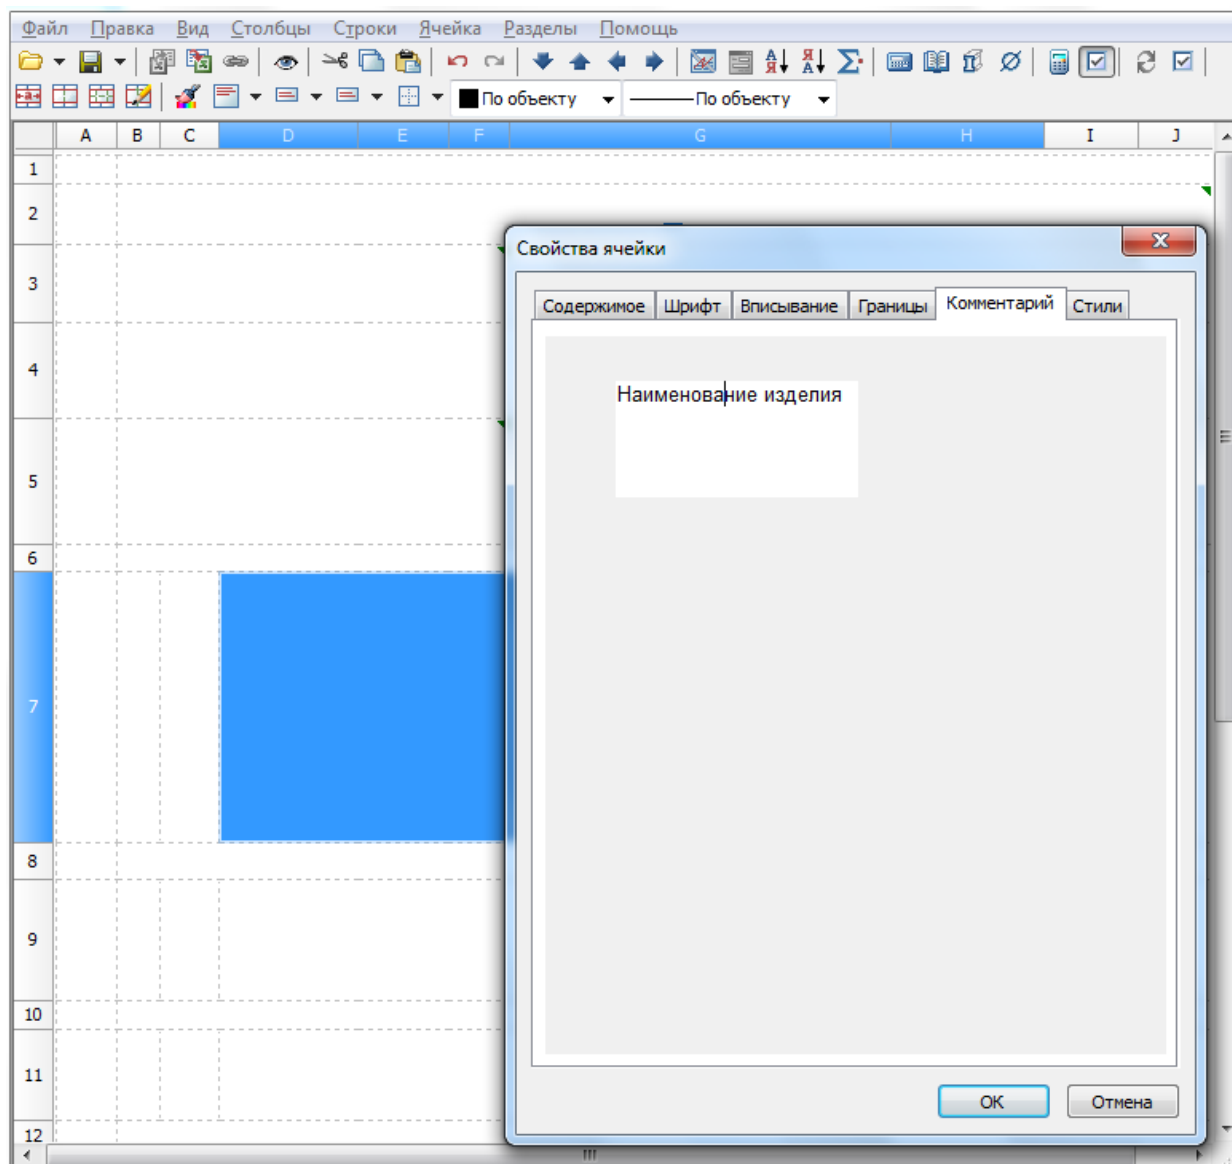 Файл Правка Вид Столбцы Строки Ячейка Разделы Помощь
По объекту По объекту
A B C D E F G H I J
1
2
Свойства ячейки
3
Содержимое Шрифт Вписывание Границы Комментарий Стили
4
Наименование изделия
5
6
7
8
9
10
11
OK Отмена
12